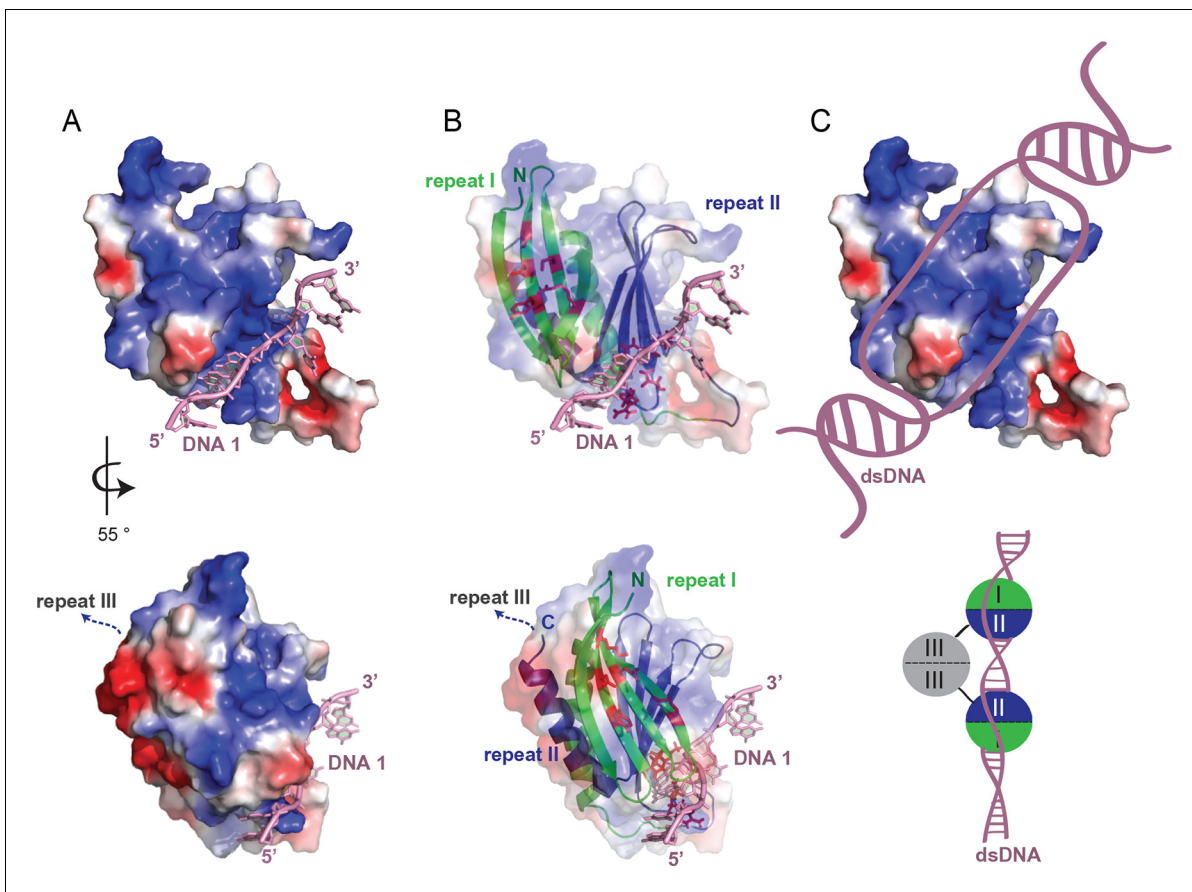 A
B
C
repeat I
N
repeat II
3’
3’
5’
DNA 1
5’
DNA 1
dsDNA
55 °
repeat III
3’
DNA 1
5’
repeat III
C
N
repeat I
3’
repeat II
DNA 1
5’
I
II
III
III
II
I
dsDNA